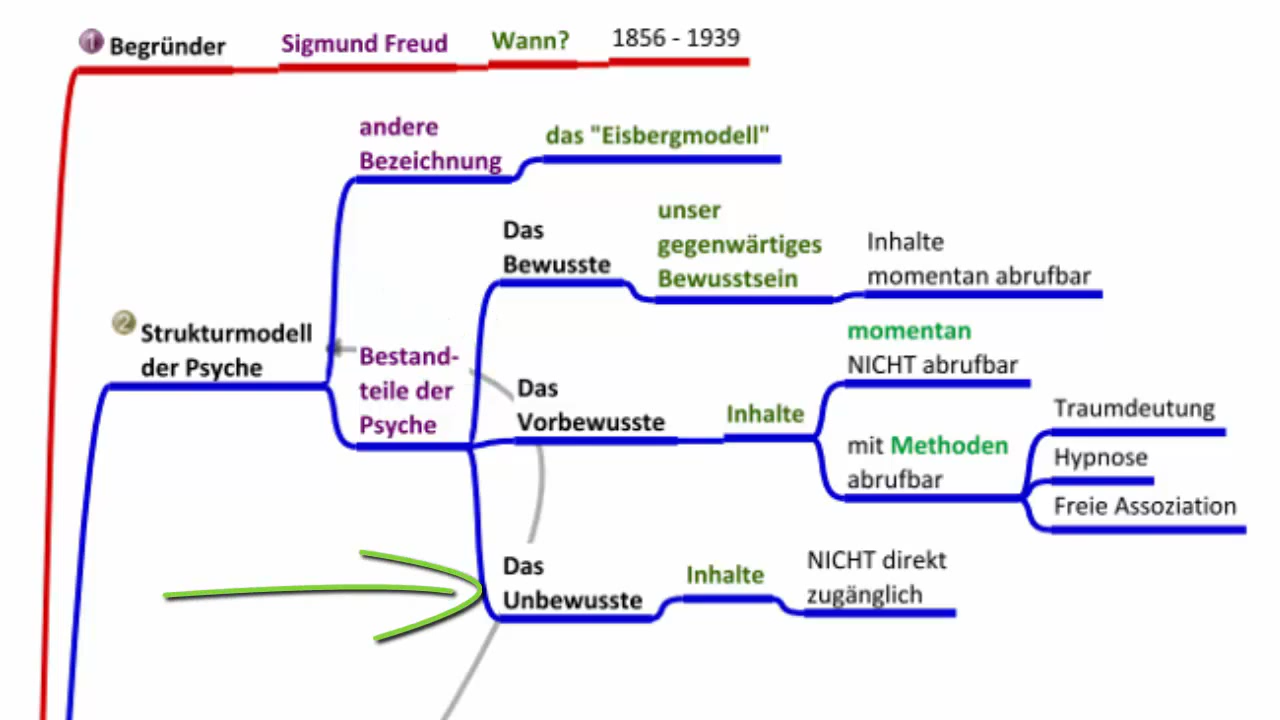 1 Begründer Sigmund Freud Wann? 1856 - 1939
andere
Bezeichnung
das "Eisbergmodell"
2 Strukturmodell
der Psyche
Bestand-
teile der
Psyche
Das
Bewusste
unser
gegenwärtiges
Bewusstsein
Inhalte
momentan abrufbar
Das
Vorbewusste
Inhalte
momentan
NICHT abrufbar
mit Methoden
abrufbar
Traumdeutung
Hypnose
Freie Assoziation
Das
Unbewusste
Inhalte
NICHT direkt
zugänglich